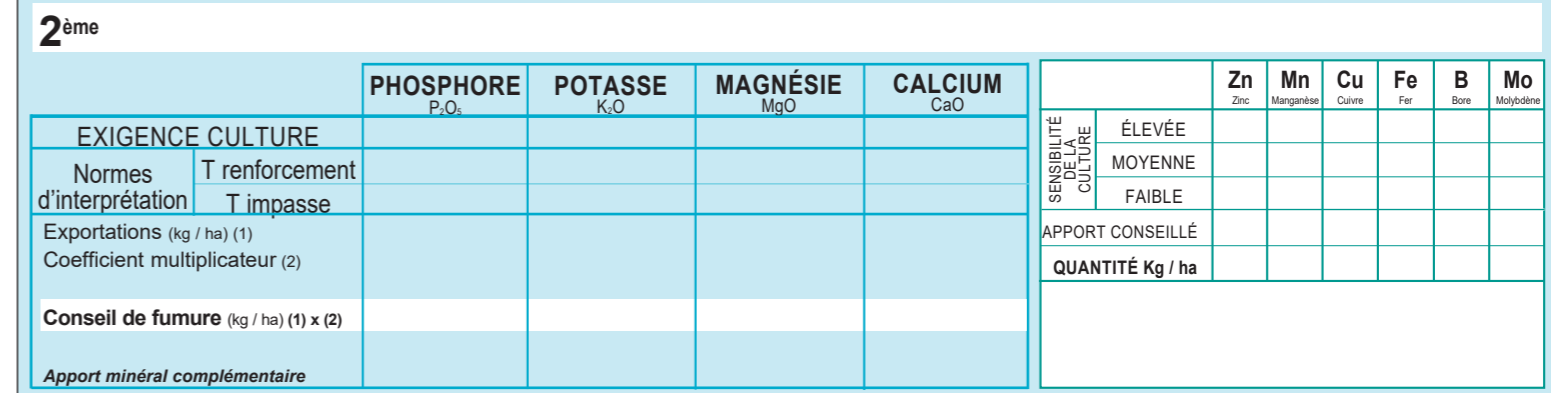 2ème
PHOSPHORE POTASSE MAGNÉSIE CALCIUM
P₂O₅ K₂O MgO CaO
EXIGENCE CULTURE
Normes d'interprétation
T renforcement
T impasse
Exportations (kg / ha) (1)
Coefficient multiplicateur (2)
Conseil de fumure (kg / ha) (1) x (2)
Apport minéral complémentaire
Zn Mn Cu Fe B Mo
Zinc Manganèse Cuivre Fer Bore Molybdène
SENSIBILITÉ
DE LA
CULTURE
ÉLEVÉE
MOYENNE
FAIBLE
APPORT CONSEILLÉ
QUANTITÉ Kg / ha